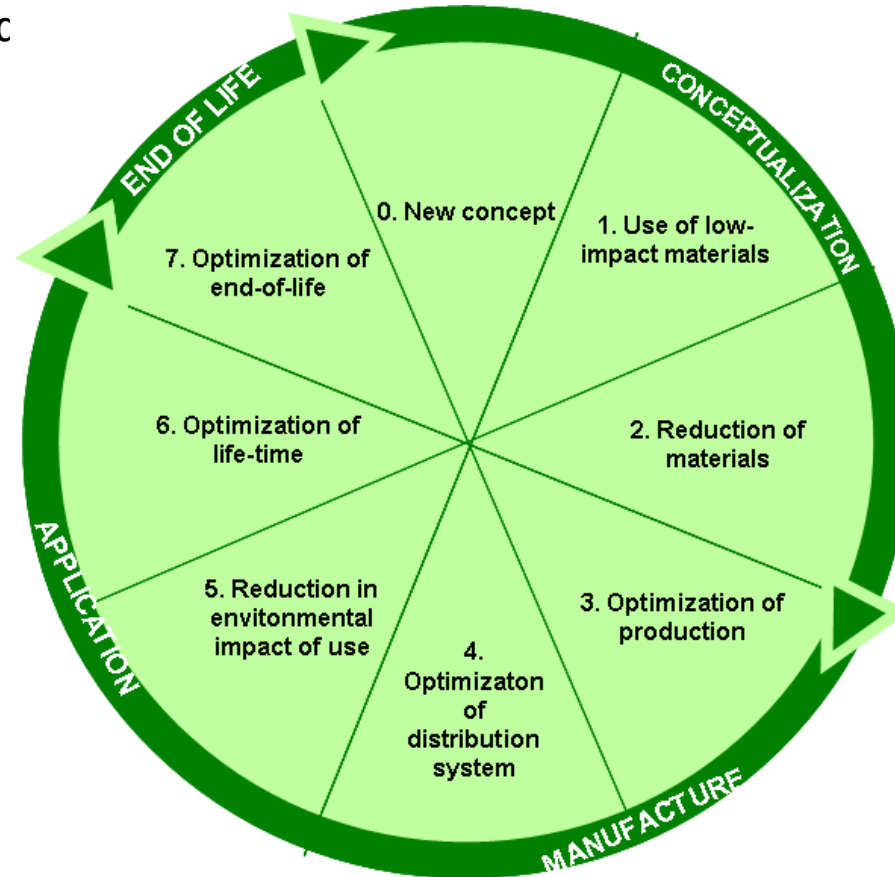 c
END OF LIFE
CONCEPTUALIZATION
0. New concept
1. Use of low-
impact materials
7. Optimization of
end-of-life
6. Optimization of
life-time
2. Reduction of
materials
5. Reduction in
envitonmental
impact of use
3. Optimization of
production
4.
Optimizaton
of
distribution
system
APPLICATION
MANUFACTURE